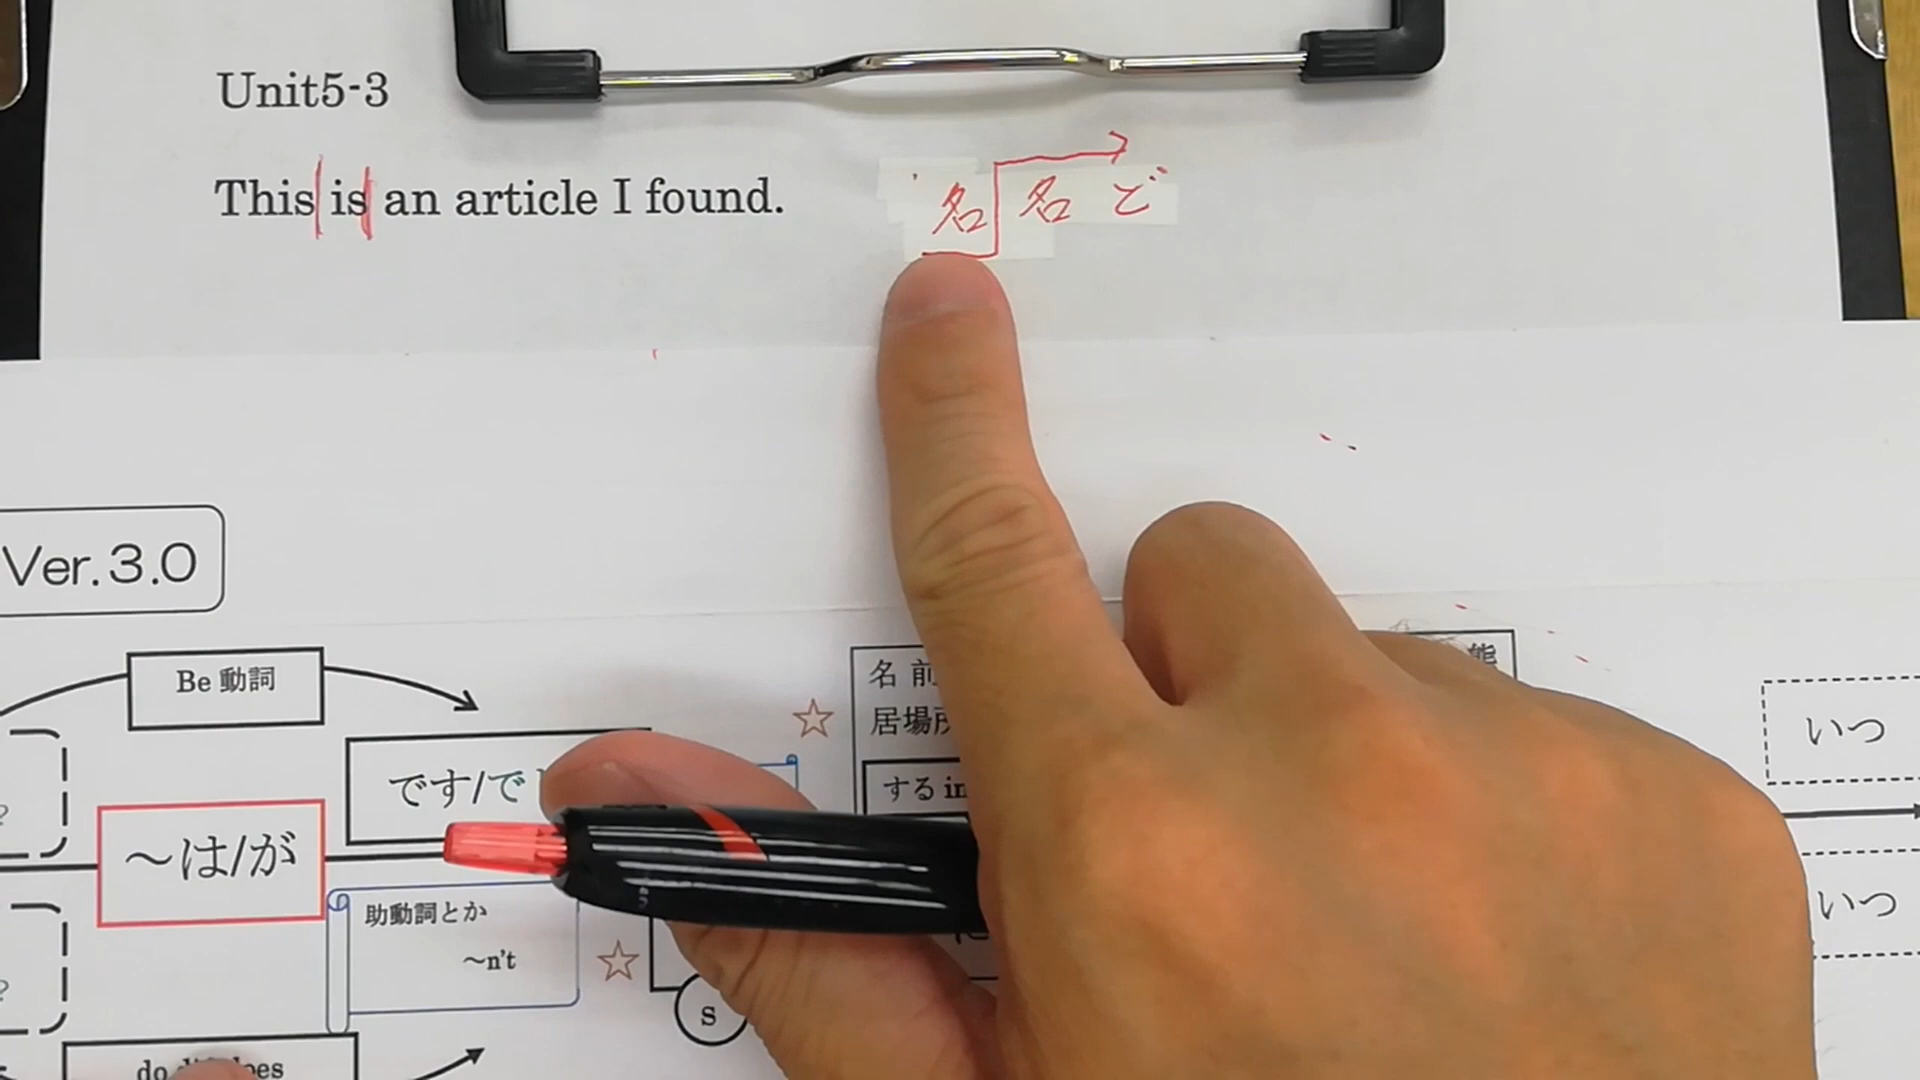 Unit5-3
This is an article I found.
名 名 ど
Ver.3.0
Be 動詞
名前
居場所
いつ
です/で
する in
～は/が
助動詞とか
～n't
いつ
s
do